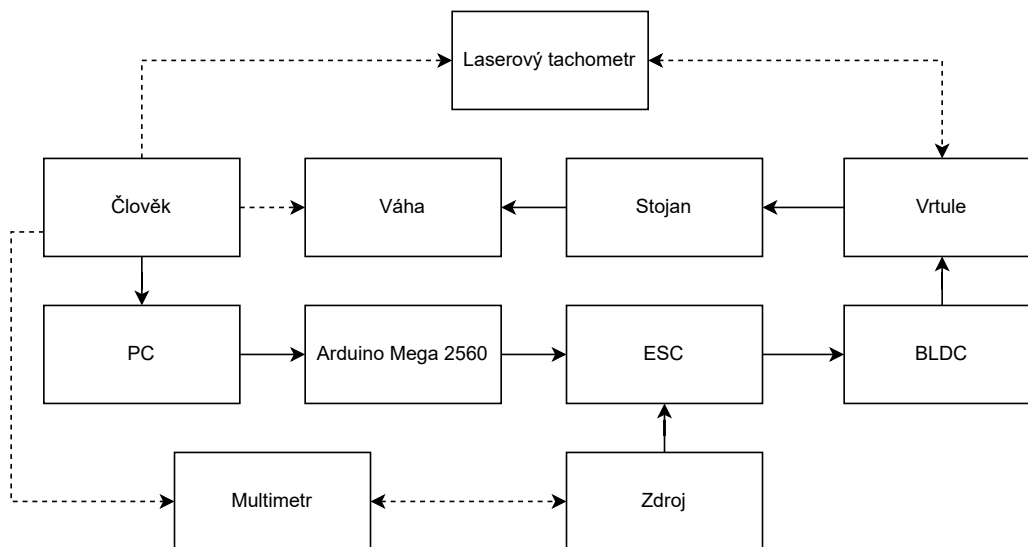 Laserový tachometr
Člověk
Váha
Stojan
Vrtule
PC
Arduino Mega 2560
ESC
BLDC
Multimetr
Zdroj